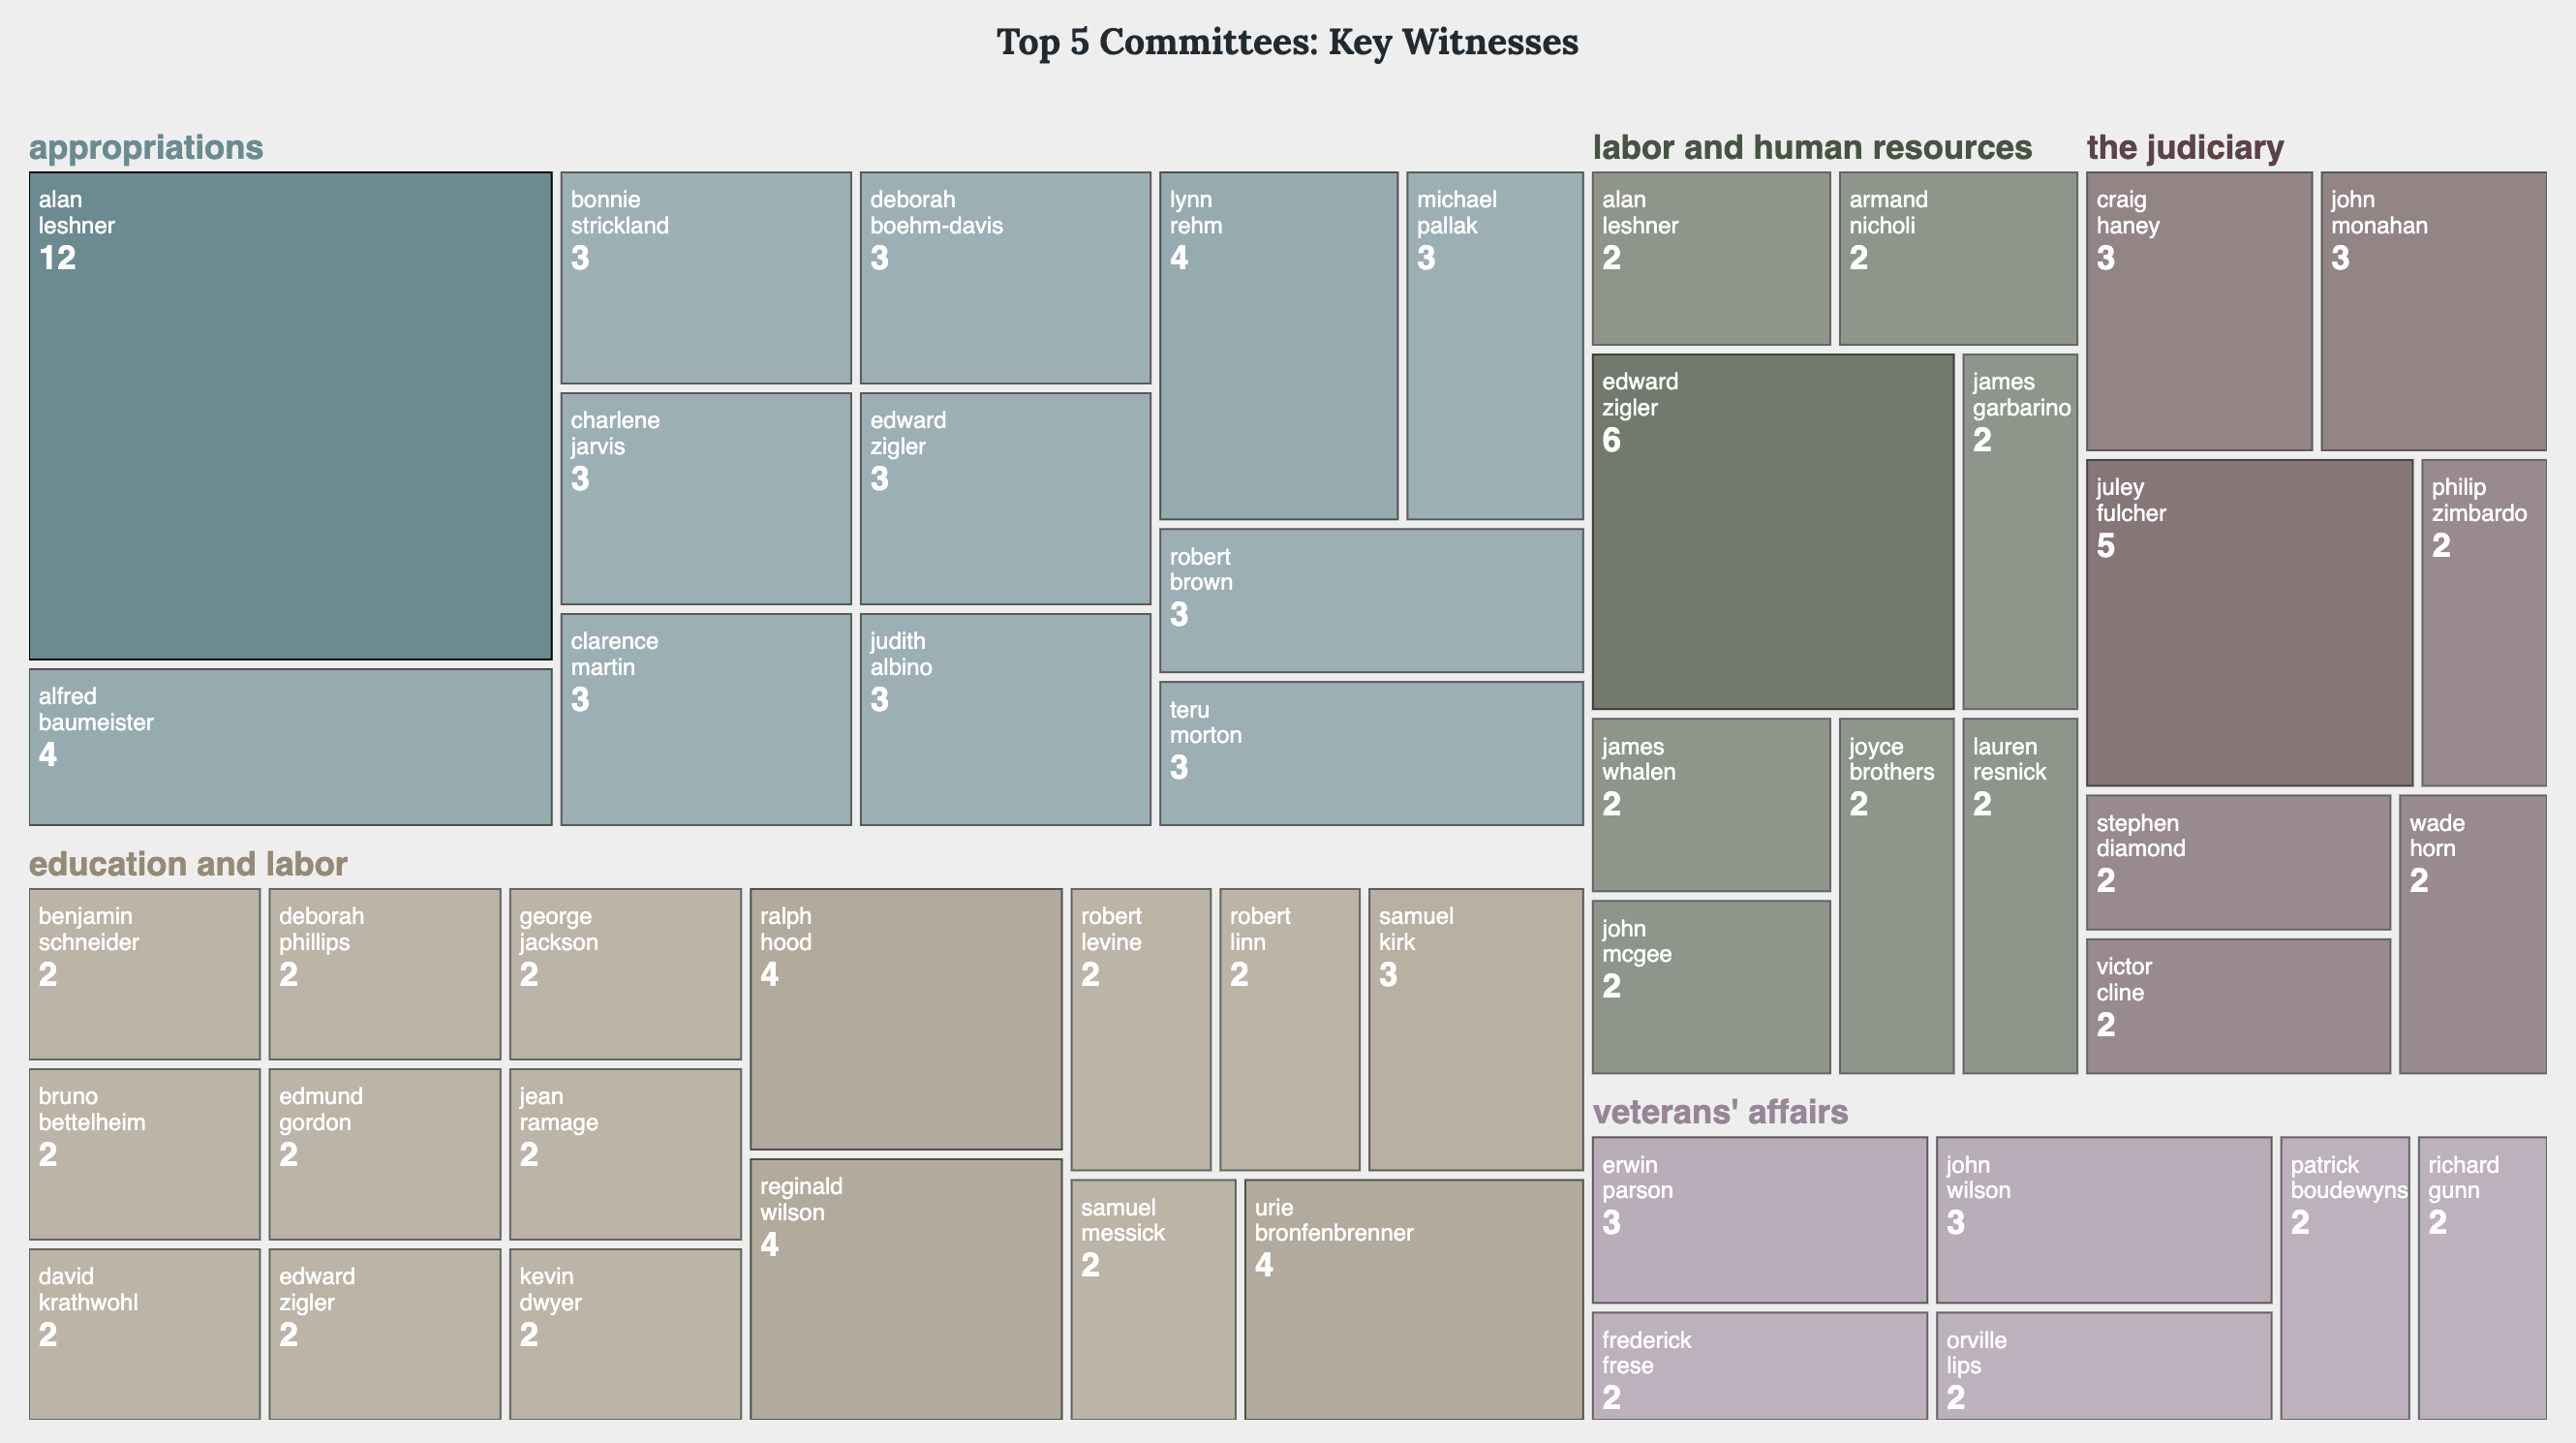 Top 5 Committees: Key Witnesses
appropriations
alan
leshner
12
alfred
baumeister
4
bonnie
strickland
3
charlene
jarvis
3
clarence
martin
3
deborah
boehm-davis
3
edward
zigler
3
judith
albino
3
lynn
rehm
4
michael
pallak
3
robert
brown
3
teru
morton
3
education and labor
benjamin
schneider
2
bruno
bettelheim
2
david
krathwohl
2
deborah
phillips
2
edmund
gordon
2
edward
zigler
2
george
jackson
2
jean
ramage
2
kevin
dwyer
2
ralph
hood
4
reginald
wilson
4
robert
levine
2
robert
linn
2
samuel
kirk
3
samuel
messick
2
urie
bronfenbrenner
4
labor and human resources
alan
leshner
2
armand
nicholi
2
edward
zigler
6
james
garbarino
2
james
whalen
2
john
mcgee
2
joyce
brothers
2
lauren
resnick
2
the judiciary
craig
haney
3
john
monahan
3
juley
fulcher
5
philip
zimbardo
2
stephen
diamond
2
victor
cline
2
wade
horn
2
veterans' affairs
erwin
parson
3
frederick
frese
2
john
wilson
3
orville
lips
2
patrick
boudewyns
2
richard
gunn
2